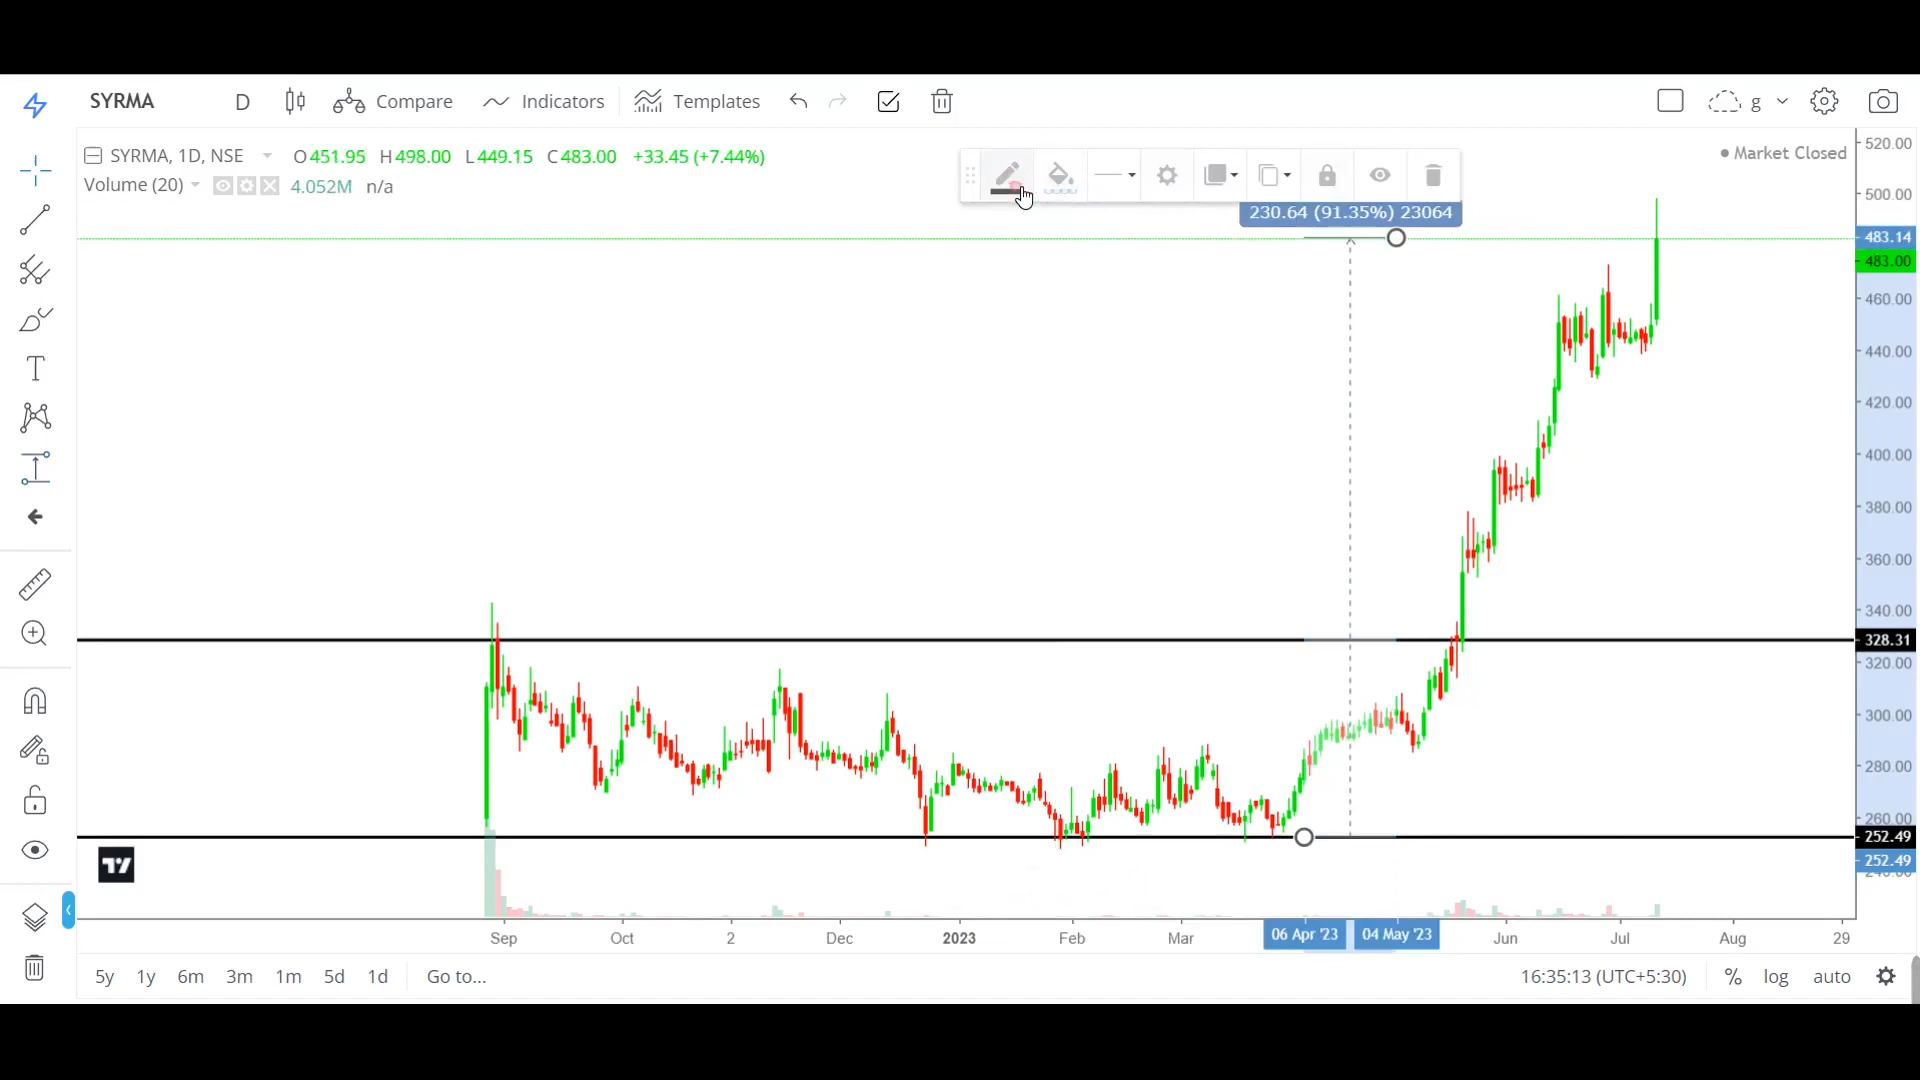 SYRMA D Compare Indicators Templates g
SYRMA, 1D, NSE O451.95 H498.00 L449.15 C483.00 +33.45 (+7.44%)
Market Closed
Volume (20) 4.052M n/a
230.64 (91.35%) 23064
520.00
500.00
483.14
483.00
460.00
440.00
420.00
400.00
380.00
360.00
340.00
328.31
320.00
300.00
280.00
260.00
252.49
252.49
Sep Oct 2 Dec 2023 Feb Mar 06 Apr '23 04 May '23 Jun Jul Aug 29
5y 1y 6m 3m 1m 5d 1d Go to... 16:35:13 (UTC+5:30) % log auto